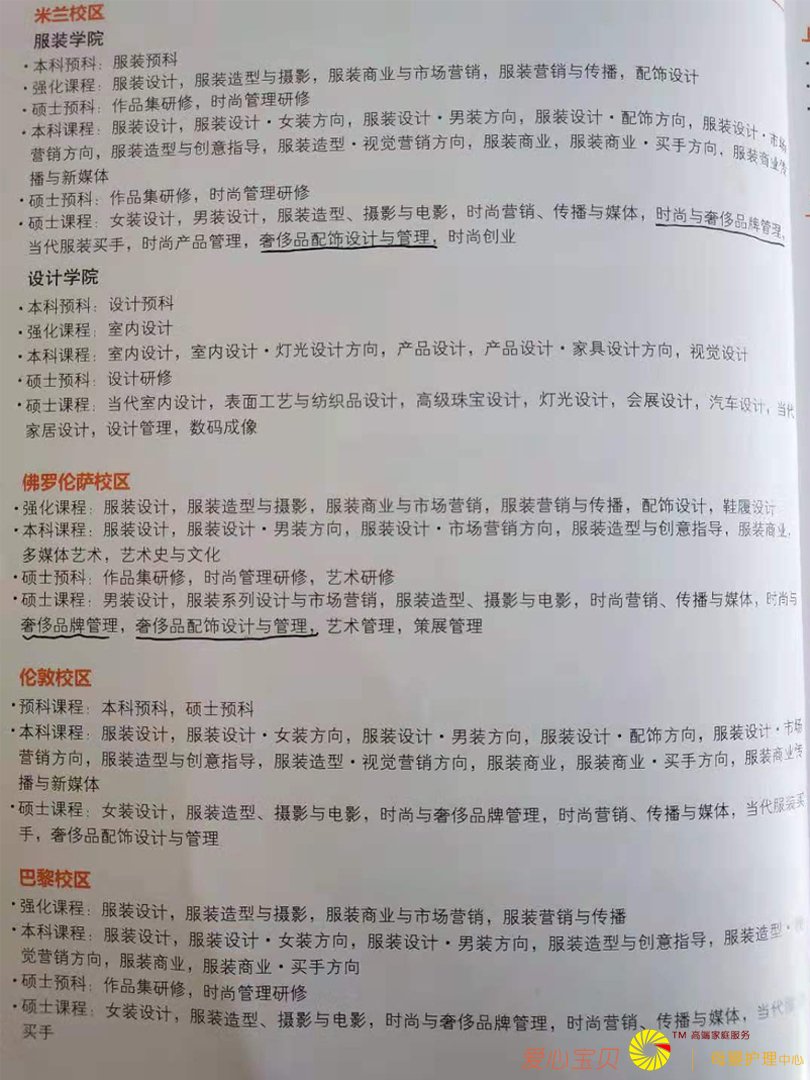 米兰校区
服装学院
·本科预科：服装预科
·强化课程：服装设计，服装造型与摄影，服装商业与市场营销，服装营销与传播，配饰设计
·硕士预科：作品集研修，时尚管理研修
·本科课程：服装设计，服装设计·女装方向，服装设计·男装方向，服装设计·配饰方向，服装设计·市场
营销方向，服装造型与创意指导，服装造型·视觉营销方向，服装商业，服装商业·买手方向，服装商业传
播与新媒体
·硕士预科：作品集研修，时尚管理研修
·硕士课程：女装设计，男装设计，服装造型、摄影与电影，时尚营销、传播与媒体，时尚与奢侈品牌管理，
当代服装买手，时尚产品管理，奢侈品配饰设计与管理，时尚创业
设计学院
·本科预科：设计预科
·强化课程：室内设计
·本科课程：室内设计，室内设计·灯光设计方向，产品设计，产品设计·家具设计方向，视觉设计
·硕士预科：设计研修
·硕士课程：当代室内设计，表面工艺与纺织品设计，高级珠宝设计，灯光设计，会展设计，汽车设计，当代
家居设计，设计管理，数码成像
佛罗伦萨校区
·强化课程：服装设计，服装造型与摄影，服装商业与市场营销，服装营销与传播，配饰设计，鞋履设计
·本科课程：服装设计，服装设计·男装方向，服装设计·市场营销方向，服装造型与创意指导，服装商业，
多媒体艺术，艺术史与文化
·硕士预科：作品集研修，时尚管理研修，艺术研修
·硕士课程：男装设计，服装系列设计与市场营销，服装造型、摄影与电影，时尚营销、传播与媒体，时尚与
奢侈品牌管理，奢侈品配饰设计与管理，艺术管理，策展管理
伦敦校区
·预科课程：本科预科，硕士预科
·本科课程：服装设计，服装设计·女装方向，服装设计·男装方向，服装设计·配饰方向，服装设计·市场
营销方向，服装造型与创意指导，服装造型·视觉营销方向，服装商业，服装商业·买手方向，服装商业传
播与新媒体
·硕士课程：女装设计，服装造型、摄影与电影，时尚与奢侈品牌管理，时尚营销、传播与媒体，当代服装买
手，奢侈品配饰设计与管理
巴黎校区
·强化课程：服装设计，服装造型与摄影，服装商业与市场营销，服装营销与传播
·本科课程：服装设计，服装设计·女装方向，服装设计·男装方向，服装造型与创意指导，服装造型·
觉营销方向，服装商业，服装商业·买手方向
·硕士预科：作品集研修，时尚管理研修
·硕士课程：女装设计，服装造型、摄影与电影，时尚与奢侈品牌管理，时尚营销、传播与媒体，当代
买手
爱心宝贝 TM 高端家庭服务
护理中心